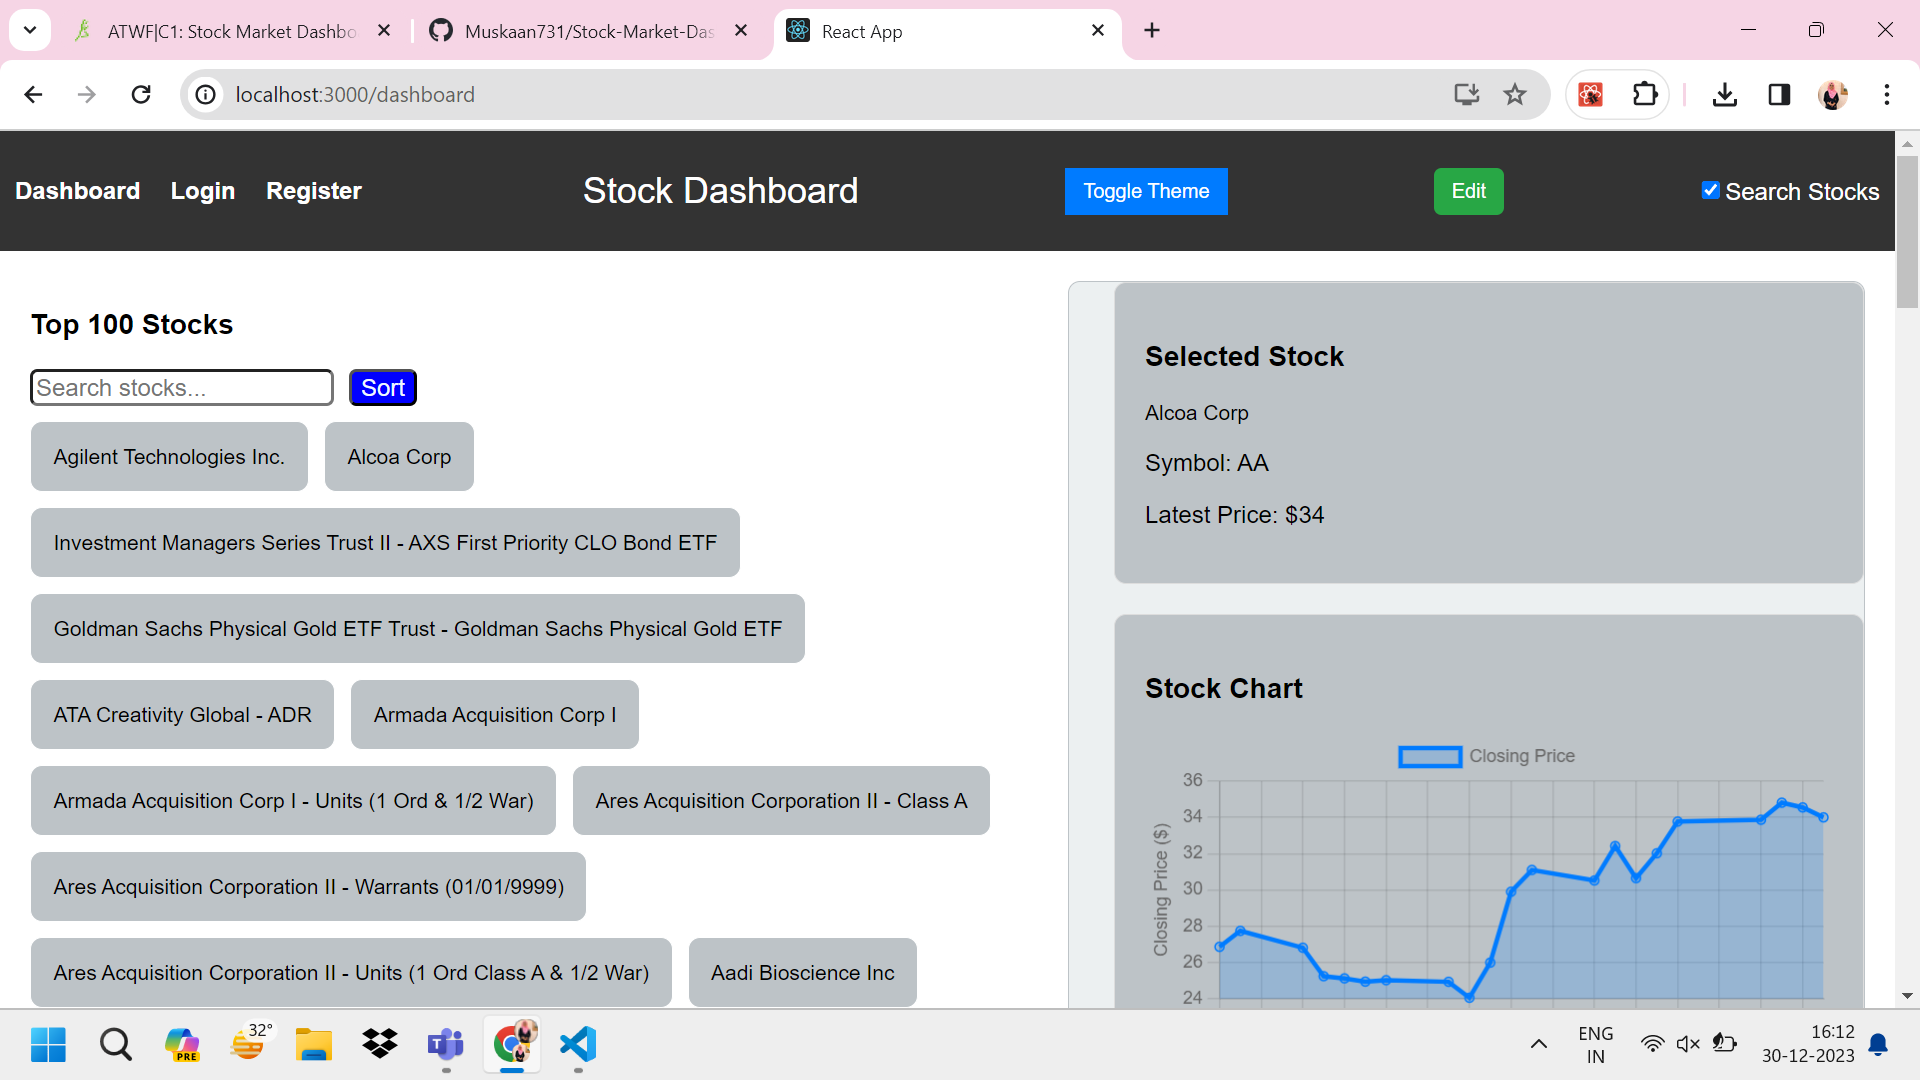 ATWF|C1: Stock Market Dashbo
Muskaan731/Stock-Market-Das
React App
localhost:3000/dashboard
Dashboard Login Register Stock Dashboard Toggle Theme Edit Search Stocks
Top 100 Stocks
Search stocks... Sort
Agilent Technologies Inc. Alcoa Corp
Investment Managers Series Trust II - AXS First Priority CLO Bond ETF
Goldman Sachs Physical Gold ETF Trust - Goldman Sachs Physical Gold ETF
ATA Creativity Global - ADR Armada Acquisition Corp I
Armada Acquisition Corp I - Units (1 Ord & 1/2 War) Ares Acquisition Corporation II - Class A
Ares Acquisition Corporation II - Warrants (01/01/9999)
Ares Acquisition Corporation II - Units (1 Ord Class A & 1/2 War) Aadi Bioscience Inc
Selected Stock
Alcoa Corp
Symbol: AA
Latest Price: $34
Stock Chart
Closing Price
Closing Price ($)
36
34
32
30
28
26
24
PRE
32°
ENG
IN
16:12
30-12-2023